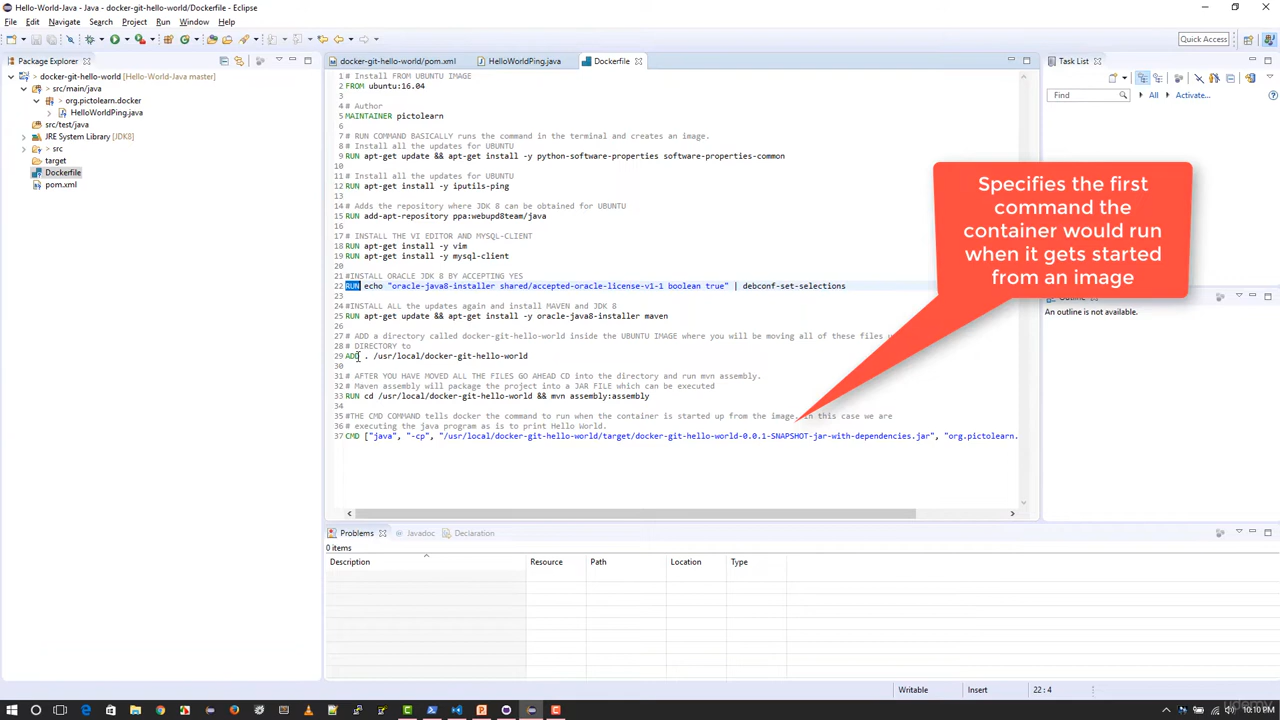 Hello-World-Java - Java - docker-git-hello-world/Dockerfile - Eclipse
File Edit Navigate Search Project Run Window Help
Quick Access
Package Explorer
docker-git-hello-world [Hello-World-Java master]
src/main/java
org.pictolearn.docker
HelloWorldPing.java
src/test/java
JRE System Library [JDK8]
src
target
Dockerfile
pom.xml
docker-git-hello-world/pom.xml HelloWorldPing.java Dockerfile
1 # Install FROM UBUNTU IMAGE
2 FROM ubuntu:16.04
3
4 # Author
5 MAINTAINER pictolearn
6
7 # RUN COMMAND BASICALLY runs the command in the terminal and creates an image.
8 # Install all the updates for UBUNTU
9 RUN apt-get update && apt-get install -y python-software-properties software-properties-common
10
11 # Install all the updates for UBUNTU
12 RUN apt-get install -y iputils-ping
13
14 # Adds the repository where JDK 8 can be obtained for UBUNTU
15 RUN add-apt-repository ppa:webupd8team/java
16
17 # INSTALL THE VI EDITOR AND MYSQL-CLIENT
18 RUN apt-get install -y vim
19 RUN apt-get install -y mysql-client
20
21 #INSTALL ORACLE JDK 8 BY ACCEPTING YES
22 RUN echo "oracle-java8-installer shared/accepted-oracle-license-v1-1 boolean true" | debconf-set-selections
23
24 #INSTALL ALL the updates again and install MAVEN and JDK 8
25 RUN apt-get update && apt-get install -y oracle-java8-installer maven
26
27 # ADD a directory called docker-git-hello-world inside the UBUNTU IMAGE where you will be moving all of these files u
28 # DIRECTORY to
29 ADD . /usr/local/docker-git-hello-world
30
31 # AFTER YOU HAVE MOVED ALL THE FILES GO AHEAD CD into the directory and run mvn assembly.
32 # Maven assembly will package the project into a JAR FILE which can be executed
33 RUN cd /usr/local/docker-git-hello-world && mvn assembly:assembly
34
35 #THE CMD COMMAND tells docker the command to run when the container is started up from the image. In this case we are
36 # executing the java program as is to print Hello World.
37 CMD ["java", "-cp", "/usr/local/docker-git-hello-world/target/docker-git-hello-world-0.0.1-SNAPSHOT-jar-with-dependencies.jar", "org.pictolearn.
Specifies the first
command the
container would run
when it gets started
from an image
Task List
Find All Activate...
An outline is not available.
Problems Javadoc Declaration
0 items
Description Resource Path Location Type
Writable Insert 22 : 4
udemy
10:10 PM